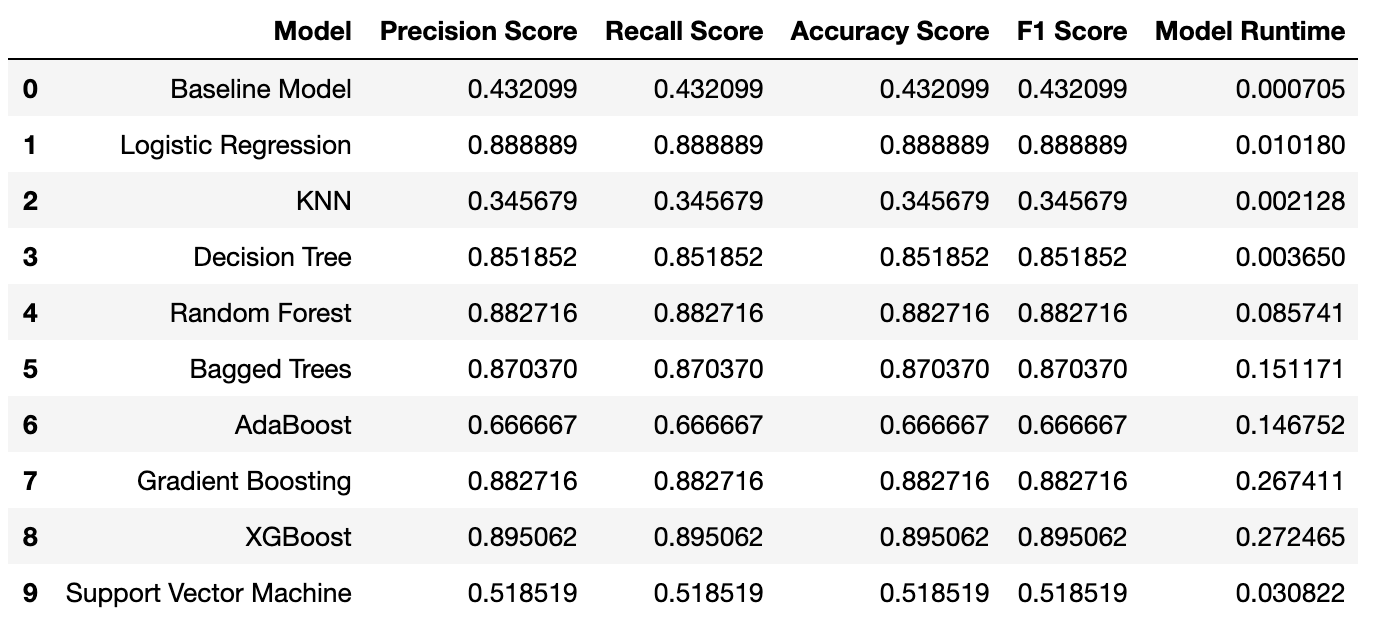 Model Precision Score Recall Score Accuracy Score F1 Score Model Runtime
0 Baseline Model 0.432099 0.432099 0.432099 0.432099 0.000705
1 Logistic Regression 0.888889 0.888889 0.888889 0.888889 0.010180
2 KNN 0.345679 0.345679 0.345679 0.345679 0.002128
3 Decision Tree 0.851852 0.851852 0.851852 0.851852 0.003650
4 Random Forest 0.882716 0.882716 0.882716 0.882716 0.085741
5 Bagged Trees 0.870370 0.870370 0.870370 0.870370 0.151171
6 AdaBoost 0.666667 0.666667 0.666667 0.666667 0.146752
7 Gradient Boosting 0.882716 0.882716 0.882716 0.882716 0.267411
8 XGBoost 0.895062 0.895062 0.895062 0.895062 0.272465
9 Support Vector Machine 0.518519 0.518519 0.518519 0.518519 0.030822